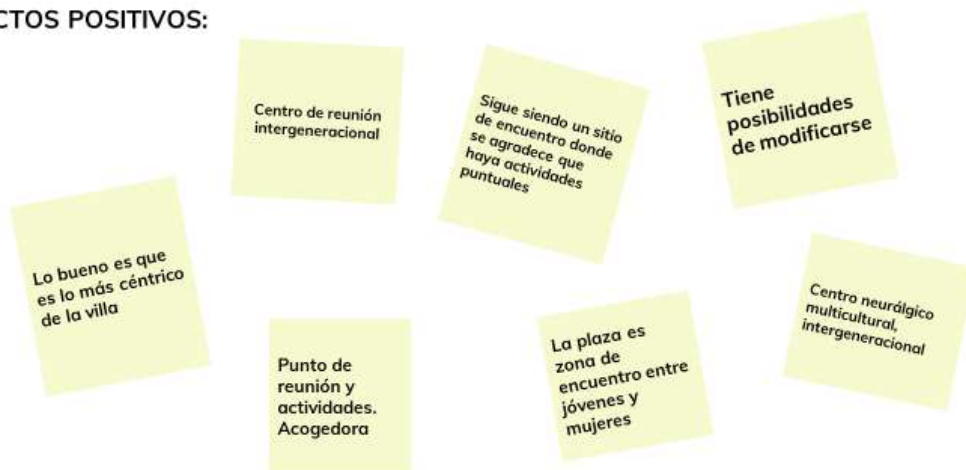 CTOS POSITIVOS:
Centro de reunión
intergeneracional
Sigue siendo un sitio
de encuentro donde
se agradece que
haya actividades
puntuales
Tiene
posibilidades
de modificarse
Lo bueno es que
es lo más céntrico
de la villa
Punto de
reunión y
actividades.
Acogedora
La plaza es
zona de
encuentro entre
jóvenes y
mujeres
Centro neurálgico
multicultural,
intergeneracional